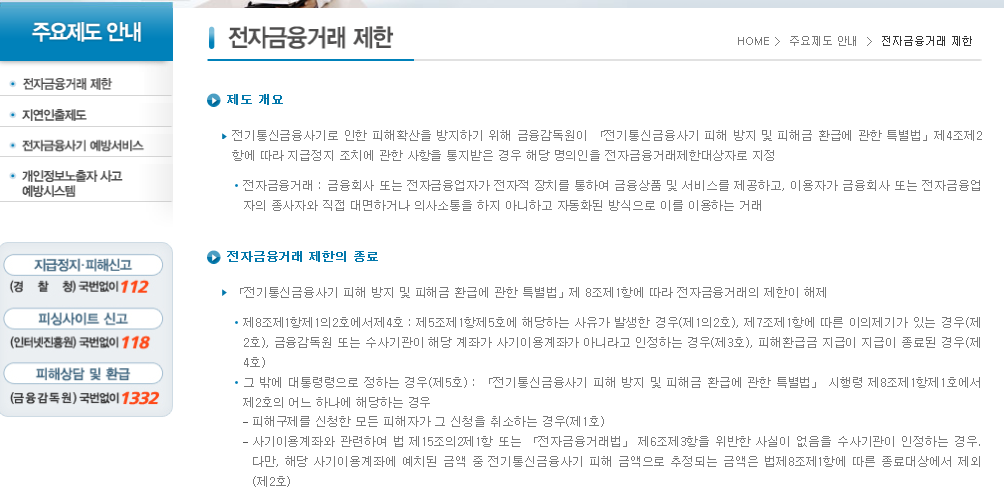 주요제도 안내
전자금융거래 제한
지연인출제도
전자금융사기 예방서비스
개인정보노출자 사고
예방시스템
지급정지·피해신고
(경 찰 청) 국번없이 112
피싱사이트 신고
(인터넷진흥원) 국번없이 118
피해상담 및 환급
(금융감독원) 국번없이 1332
전자금융거래 제한
HOME > 주요제도 안내 > 전자금융거래 제한
제도 개요
전기통신금융사기로 인한 피해확산을 방지하기 위해 금융감독원이 「전기통신금융사기 피해 방지 및 피해금 환급에 관한 특별법」제4조제2
항에 따라 지급정지 조치에 관한 사항을 통지받은 경우 해당 명의인을 전자금융거래제한대상자로 지정
• 전자금융거래 : 금융회사 또는 전자금융업자가 전자적 장치를 통하여 금융상품 및 서비스를 제공하고, 이용자가 금융회사 또는 전자금융업
자의 종사자와 직접 대면하거나 의사소통을 하지 아니하고 자동화된 방식으로 이를 이용하는 거래
전자금융거래 제한의 종료
「전기통신금융사기 피해 방지 및 피해금 환급에 관한 특별법」제 8조제1항에 따라 전자금융거래의 제한이 해제
• 제8조제1항제1의2호에서제4호 : 제5조제1항제5호에 해당하는 사유가 발생한 경우(제1의2호), 제7조제1항에 따른 이의제기가 있는 경우(제
2호), 금융감독원 또는 수사기관이 해당 계좌가 사기이용계좌가 아니라고 인정하는 경우(제3호), 피해환급금 지급이 지급이 종료된 경우(제
4호)
• 그 밖에 대통령령으로 정하는 경우(제5호) : 「전기통신금융사기 피해 방지 및 피해금 환급에 관한 특별법」 시행령 제8조제1항제1호에서
제2호의 어느 하나에 해당하는 경우
- 피해구제를 신청한 모든 피해자가 그 신청을 취소하는 경우(제1호)
- 사기이용계좌와 관련하여 법 제15조의2제1항 또는 「전자금융거래법」 제6조제3항을 위반한 사실이 없음을 수사기관이 인정하는 경우.
다만, 해당 사기이용계좌에 예치된 금액 중 전기통신금융사기 피해 금액으로 추정되는 금액은 법제8조제1항에 따른 종료대상에서 제외
(제2호)